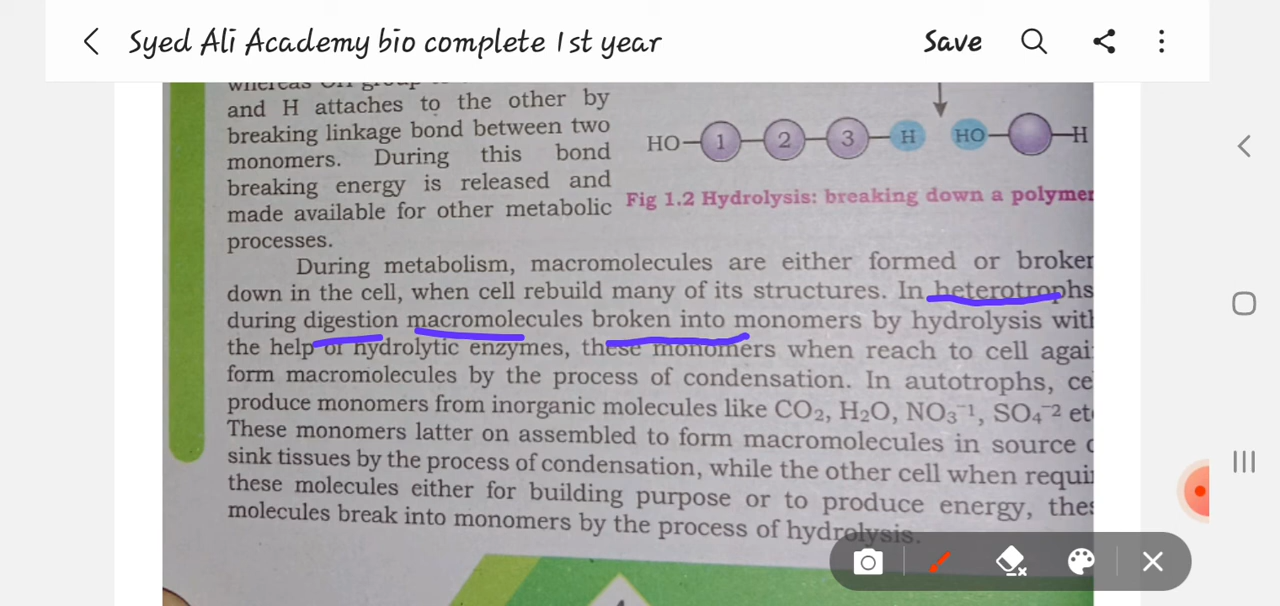 Syed Ali Academy bio complete 1st year
Save
and H attaches to the other by
breaking linkage bond between two
monomers. During this bond
breaking energy is released and
made available for other metabolic
processes.
HO 1 2 3 H HO H
Fig 1.2 Hydrolysis: breaking down a polymer
During metabolism, macromolecules are either formed or broken
down in the cell, when cell rebuild many of its structures. In heterotrophs
during digestion macromolecules broken into monomers by hydrolysis with
the help of hydrolytic enzymes, these monomers when reach to cell agai
form macromolecules by the process of condensation. In autotrophs, ce
produce monomers from inorganic molecules like CO₂, H₂O, NO₃⁻¹, SO₄⁻² et
These monomers latter on assembled to form macromolecules in source
sink tissues by the process of condensation, while the other cell when requi
these molecules either for building purpose or to produce energy, thes
molecules break into monomers by the process of hydrolysis.